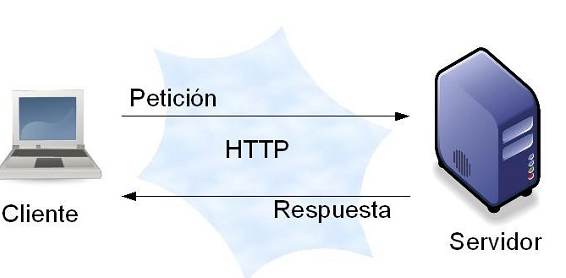 Petición
HTTP
Respuesta
Cliente
Servidor